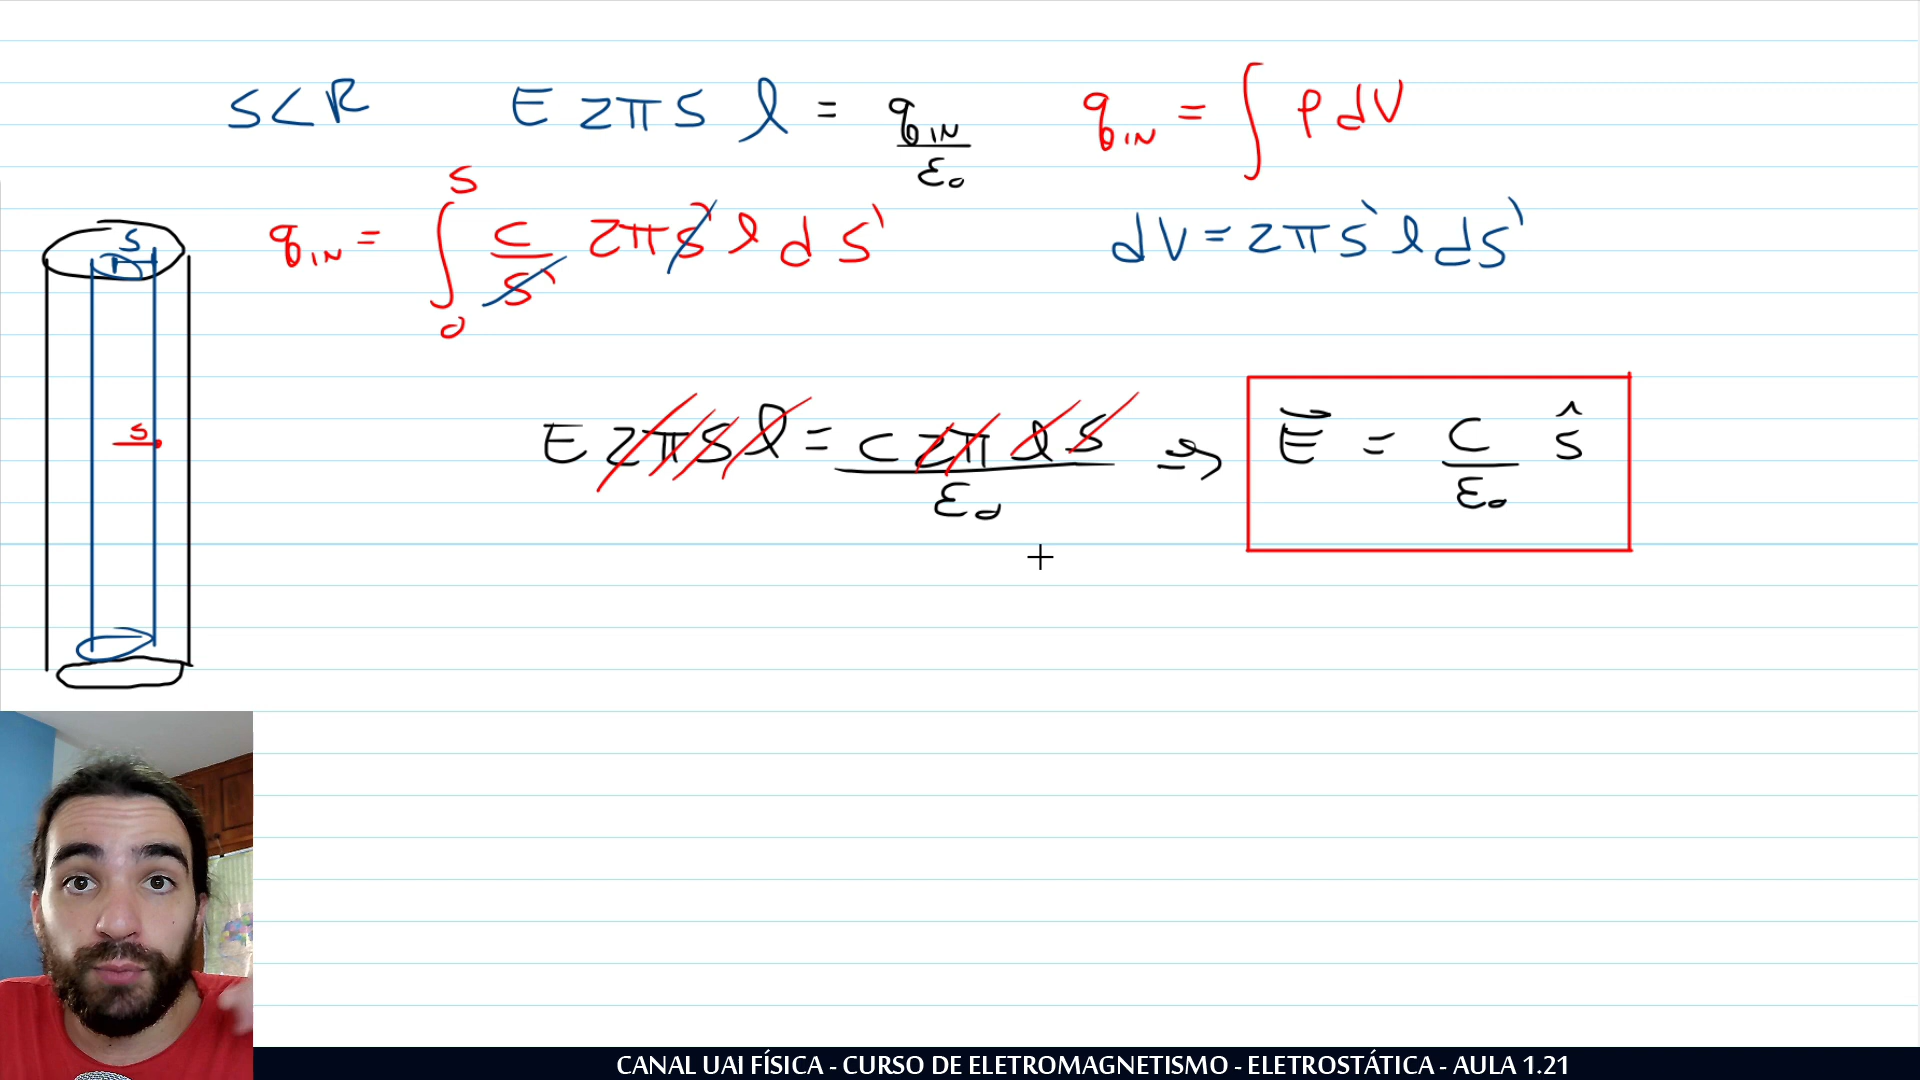 S < R    E 2π S l = q_IN / ε₀    q_IN = ∫ ρ dV
q_IN = ∫₀^S (C / S') 2π S' l dS'    dV = 2π S' l dS'
S
S
E 2π S l = C 2π l S / ε₀ ⇒ E⃗ = C / ε₀ ŝ
CANAL UAI FÍSICA - CURSO DE ELETROMAGNETISMO - ELETROSTÁTICA - AULA 1.21